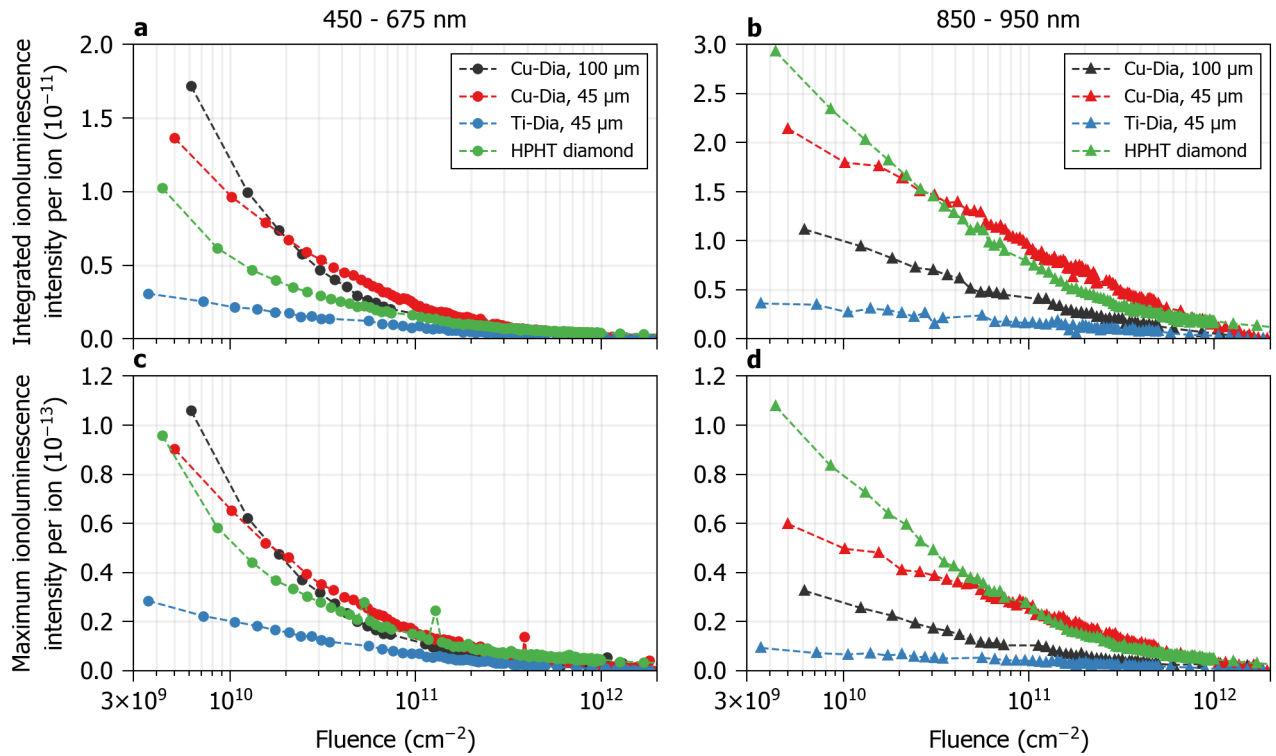 450 - 675 nm
850 - 950 nm
a
b
Integrated ionoluminescence
intensity per ion (10⁻¹¹)
2.0
1.5
1.0
0.5
0.0
Cu-Dia, 100 µm
Cu-Dia, 45 µm
Ti-Dia, 45 µm
HPHT diamond
3.0
2.5
2.0
1.5
1.0
0.5
0.0
Cu-Dia, 100 µm
Cu-Dia, 45 µm
Ti-Dia, 45 µm
HPHT diamond
c
d
Maximum ionoluminescence
intensity per ion (10⁻¹³)
1.2
1.0
0.8
0.6
0.4
0.2
0.0
1.2
1.0
0.8
0.6
0.4
0.2
0.0
3×10⁹
10¹⁰
10¹¹
10¹²
3×10⁹
10¹⁰
10¹¹
10¹²
Fluence (cm⁻²)
Fluence (cm⁻²)